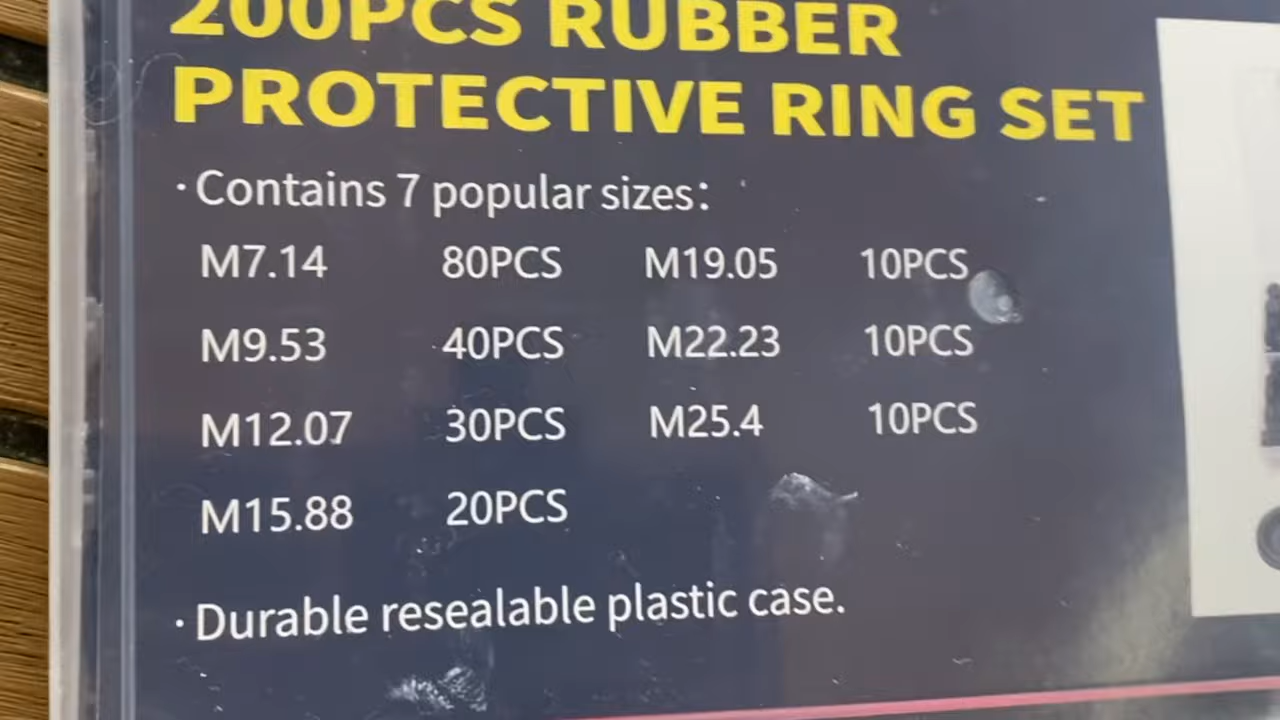 200PCS RUBBER
PROTECTIVE RING SET
· Contains 7 popular sizes:
M7.14 80PCS M19.05 10PCS
M9.53 40PCS M22.23 10PCS
M12.07 30PCS M25.4 10PCS
M15.88 20PCS
· Durable resealable plastic case.